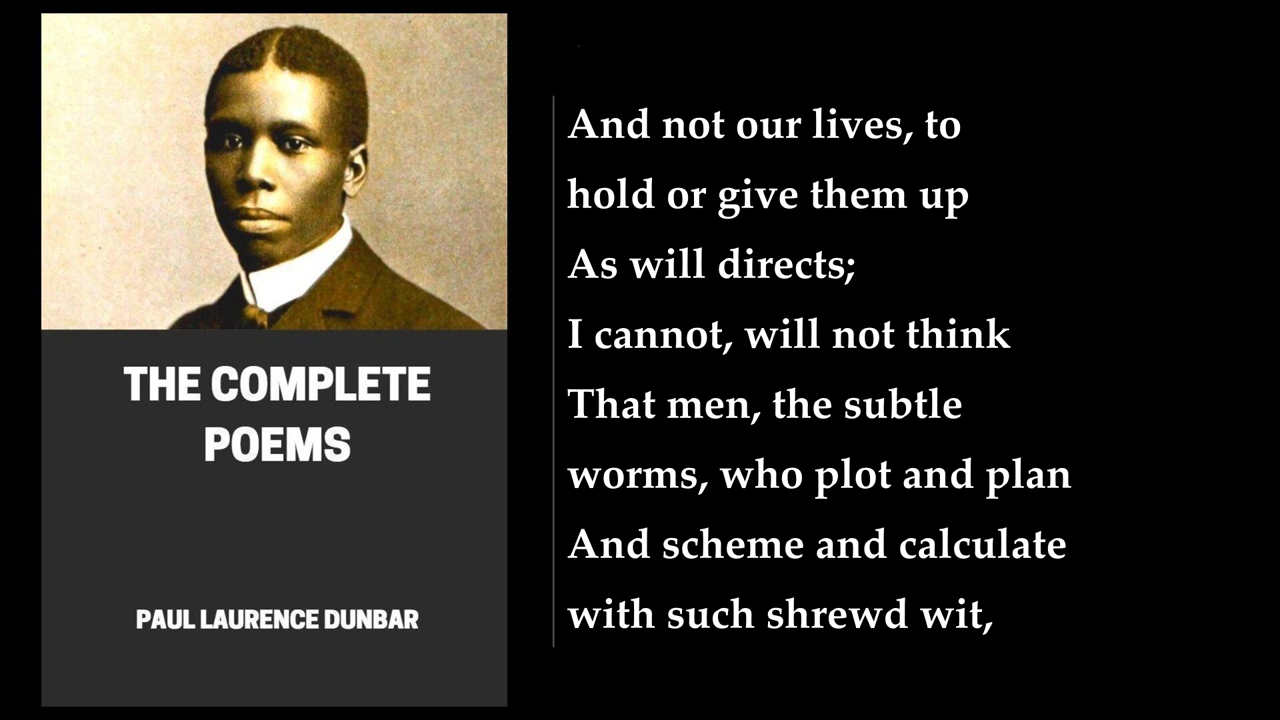 THE COMPLETE
POEMS
PAUL LAURENCE DUNBAR
And not our lives, to
hold or give them up
As will directs;
I cannot, will not think
That men, the subtle
worms, who plot and plan
And scheme and calculate
with such shrewd wit,